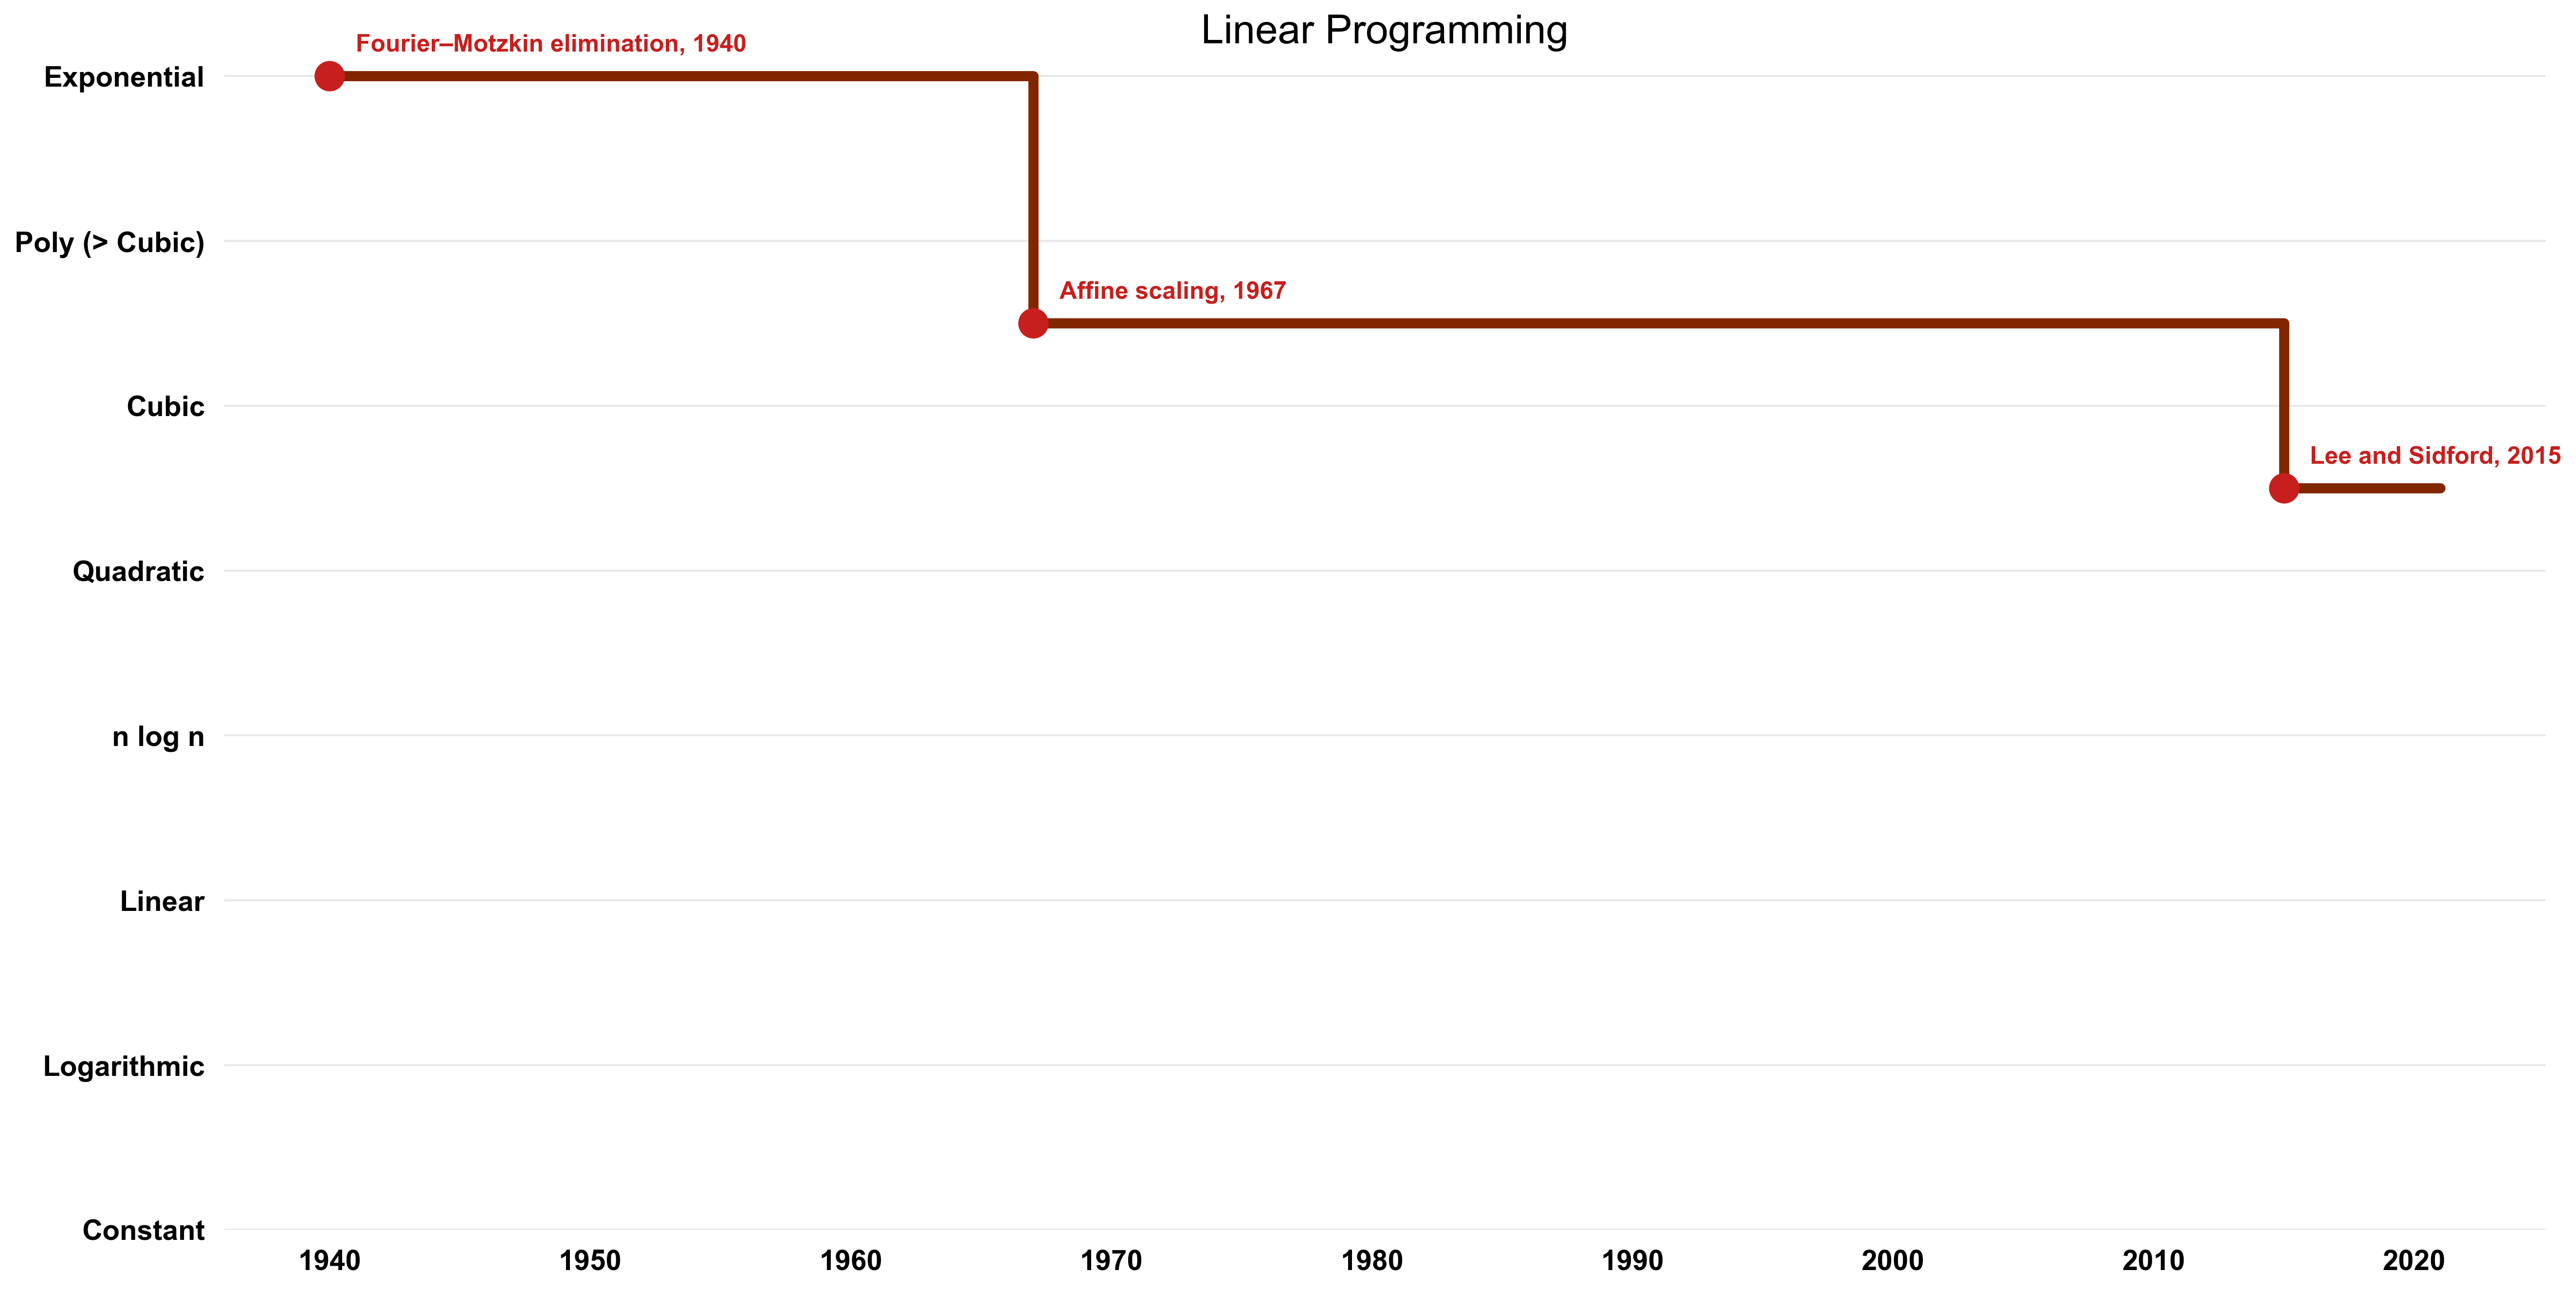 Linear Programming
Fourier–Motzkin elimination, 1940
Exponential
Poly (> Cubic)
Affine scaling, 1967
Cubic
Lee and Sidford, 2015
Quadratic
n log n
Linear
Logarithmic
Constant
1940 1950 1960 1970 1980 1990 2000 2010 2020